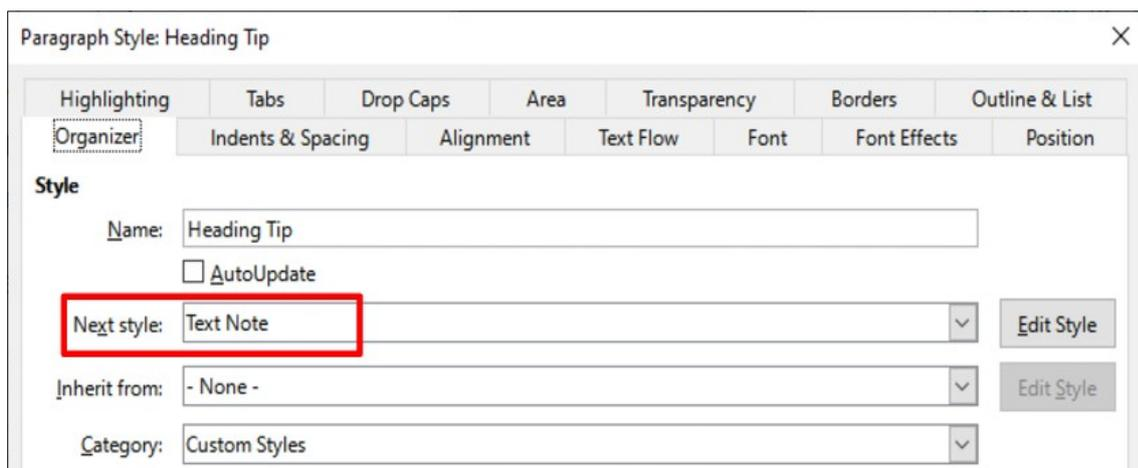 Paragraph Style: Heading Tip
Highlighting Tabs Drop Caps Area Transparency Borders Outline & List
Organizer Indents & Spacing Alignment Text Flow Font Font Effects Position
Style
Name: Heading Tip
AutoUpdate
Next style: Text Note Edit Style
Inherit from: - None - Edit Style
Category: Custom Styles